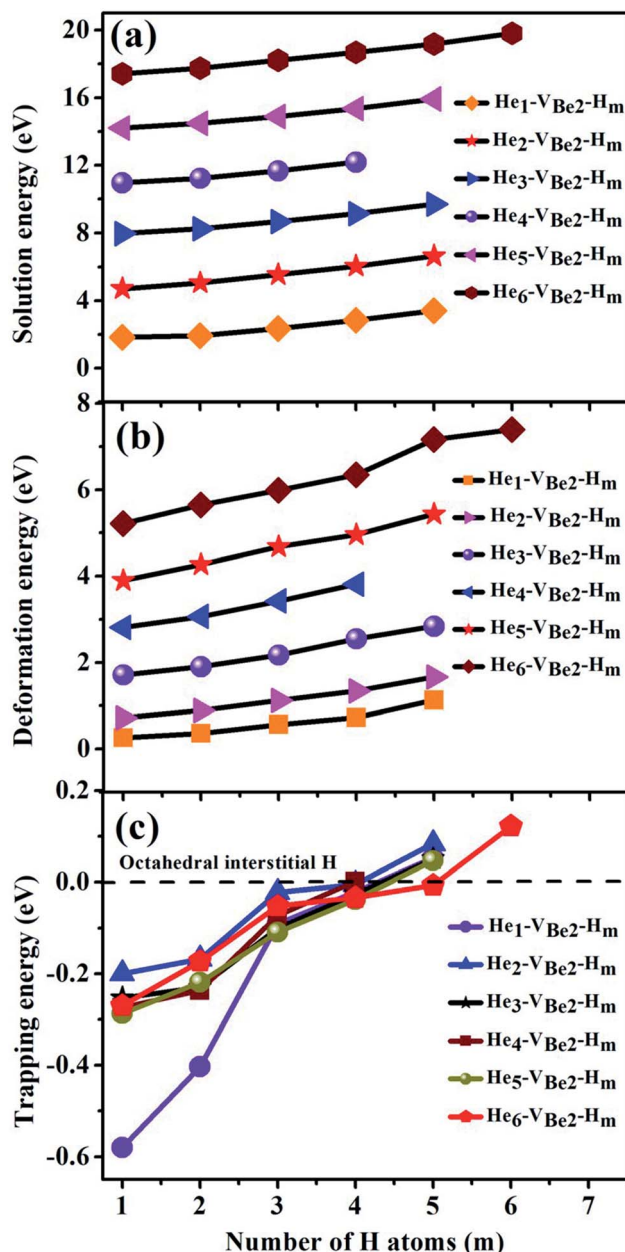 (a)
Solution energy (eV)
20
16
12
8
4
0
He1-VBe2-Hm
He2-VBe2-Hm
He3-VBe2-Hm
He4-VBe2-Hm
He5-VBe2-Hm
He6-VBe2-Hm
(b)
Deformation energy (eV)
8
6
4
2
0
He1-VBe2-Hm
He2-VBe2-Hm
He3-VBe2-Hm
He4-VBe2-Hm
He5-VBe2-Hm
He6-VBe2-Hm
(c)
Trapping energy (eV)
0.2
0.0
-0.2
-0.4
-0.6
Octahedral interstitial H
He1-VBe2-Hm
He2-VBe2-Hm
He3-VBe2-Hm
He4-VBe2-Hm
He5-VBe2-Hm
He6-VBe2-Hm
1 2 3 4 5 6 7
Number of H atoms (m)